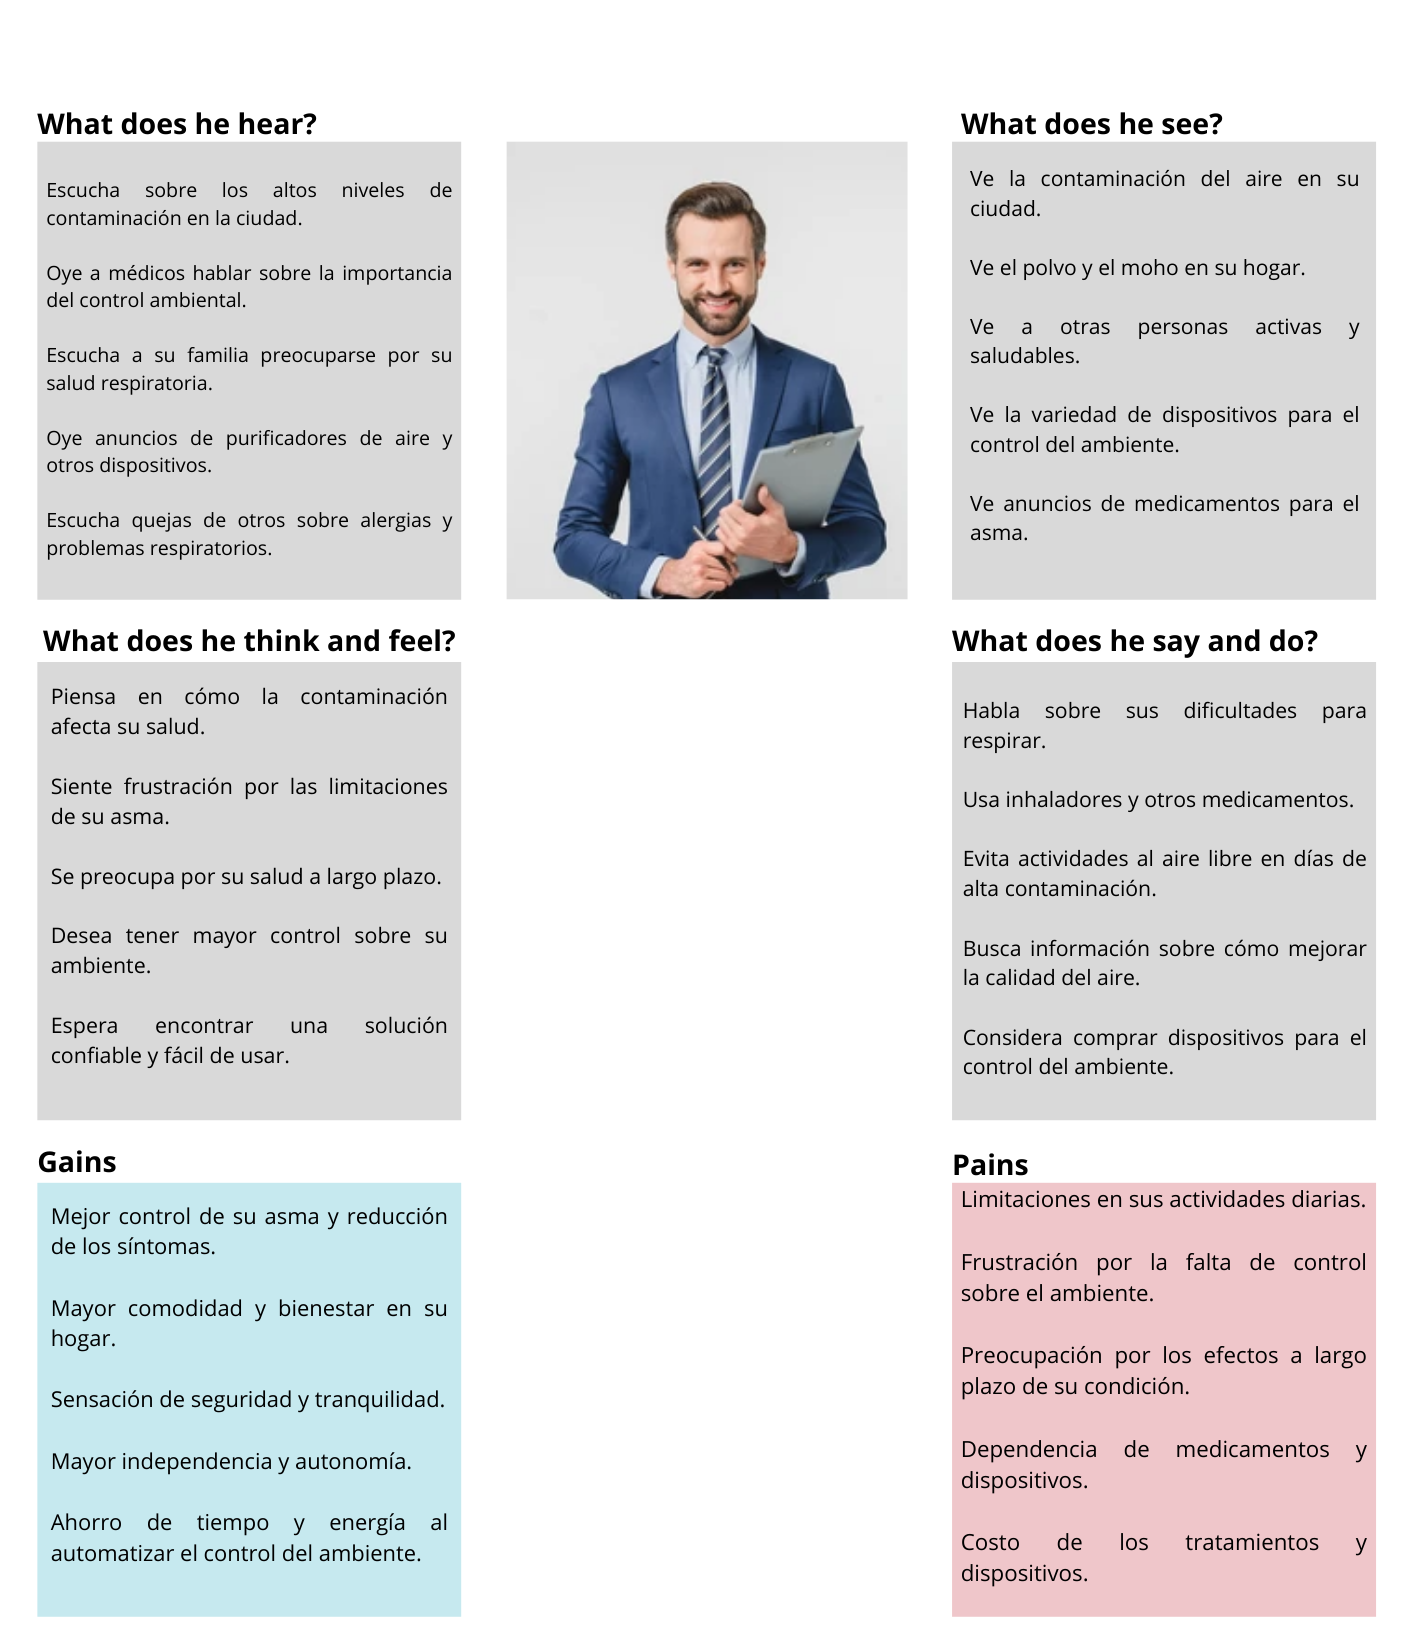 What does he hear?
Escucha sobre los altos niveles de
contaminación en la ciudad.
Oye a médicos hablar sobre la importancia
del control ambiental.
Escucha a su familia preocuparse por su
salud respiratoria.
Oye anuncios de purificadores de aire y
otros dispositivos.
Escucha quejas de otros sobre alergias y
problemas respiratorios.
What does he see?
Ve la contaminación del aire en su
ciudad.
Ve el polvo y el moho en su hogar.
Ve a otras personas activas y
saludables.
Ve la variedad de dispositivos para el
control del ambiente.
Ve anuncios de medicamentos para el
asma.
What does he think and feel?
Piensa en cómo la contaminación
afecta su salud.
Siente frustración por las limitaciones
de su asma.
Se preocupa por su salud a largo plazo.
Desea tener mayor control sobre su
ambiente.
Espera encontrar una solución
confiable y fácil de usar.
What does he say and do?
Habla sobre sus dificultades para
respirar.
Usa inhaladores y otros medicamentos.
Evita actividades al aire libre en días de
alta contaminación.
Busca información sobre cómo mejorar
la calidad del aire.
Considera comprar dispositivos para el
control del ambiente.
Gains
Mejor control de su asma y reducción
de los síntomas.
Mayor comodidad y bienestar en su
hogar.
Sensación de seguridad y tranquilidad.
Mayor independencia y autonomía.
Ahorro de tiempo y energía al
automatizar el control del ambiente.
Pains
Limitaciones en sus actividades diarias.
Frustración por la falta de control
sobre el ambiente.
Preocupación por los efectos a largo
plazo de su condición.
Dependencia de medicamentos y
dispositivos.
Costo de los tratamientos y
dispositivos.